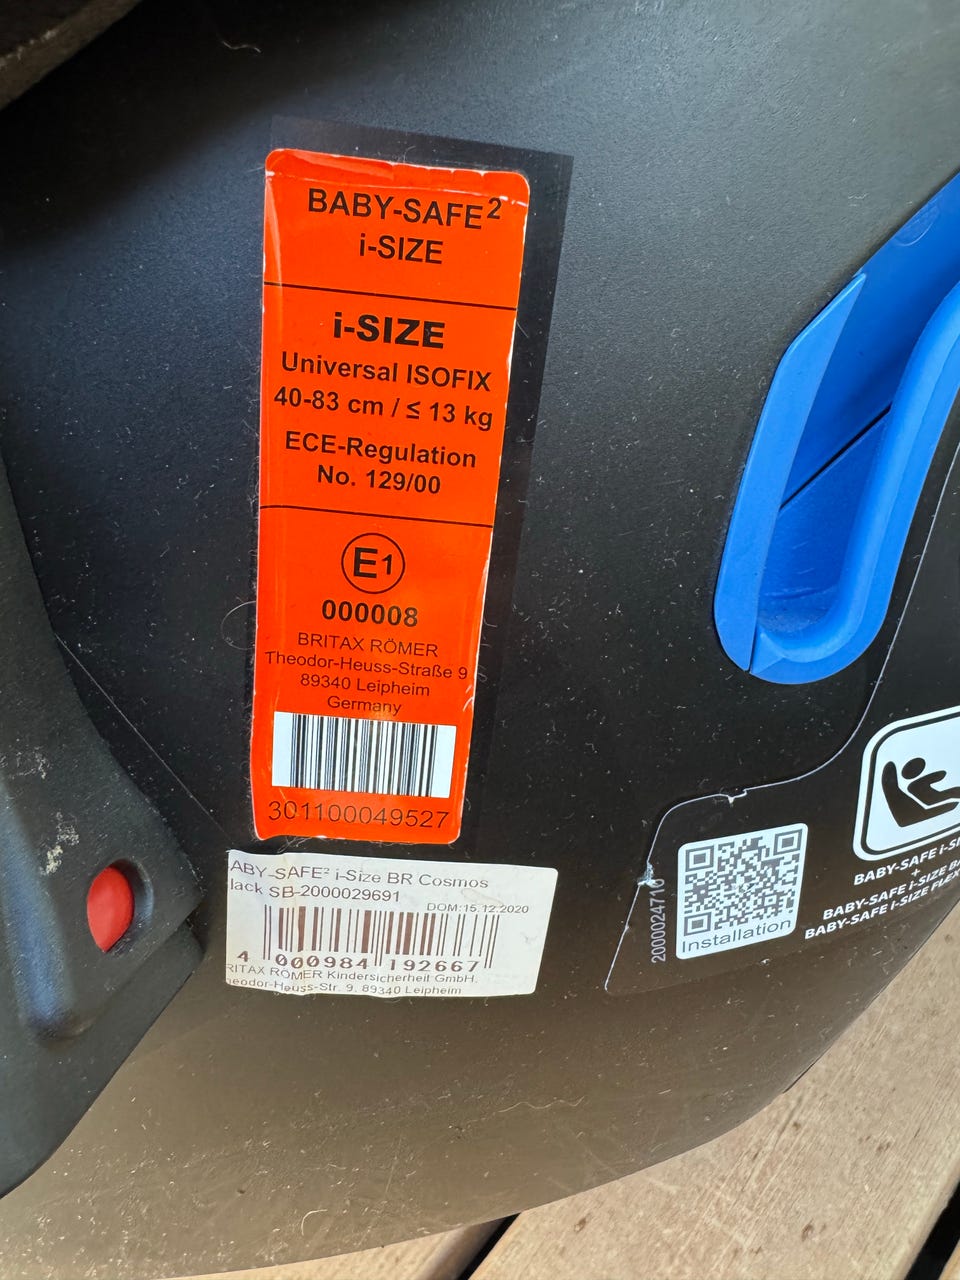 BABY-SAFE²
i-SIZE
i-SIZE
Universal ISOFIX
40-83 cm / ≤ 13 kg
ECE-Regulation
No. 129/00
E1
000008
BRITAX RÖMER
Theodor-Heuss-Straße 9
89340 Leipheim
Germany
301100049527
ABY-SAFE² i-Size BR Cosmos
lack SB-2000029691
DOM:15.12.2020
4 000984 192667
RITAX RÖMER Kindersicherheit GmbH.
heodor-Heuss-Str. 9, 89340 Leipheim
2000024716
Installation
BABY-SAFE i-SI
+
BABY-SAFE i-SIZE BA
BABY-SAFE i-SIZE FLEX